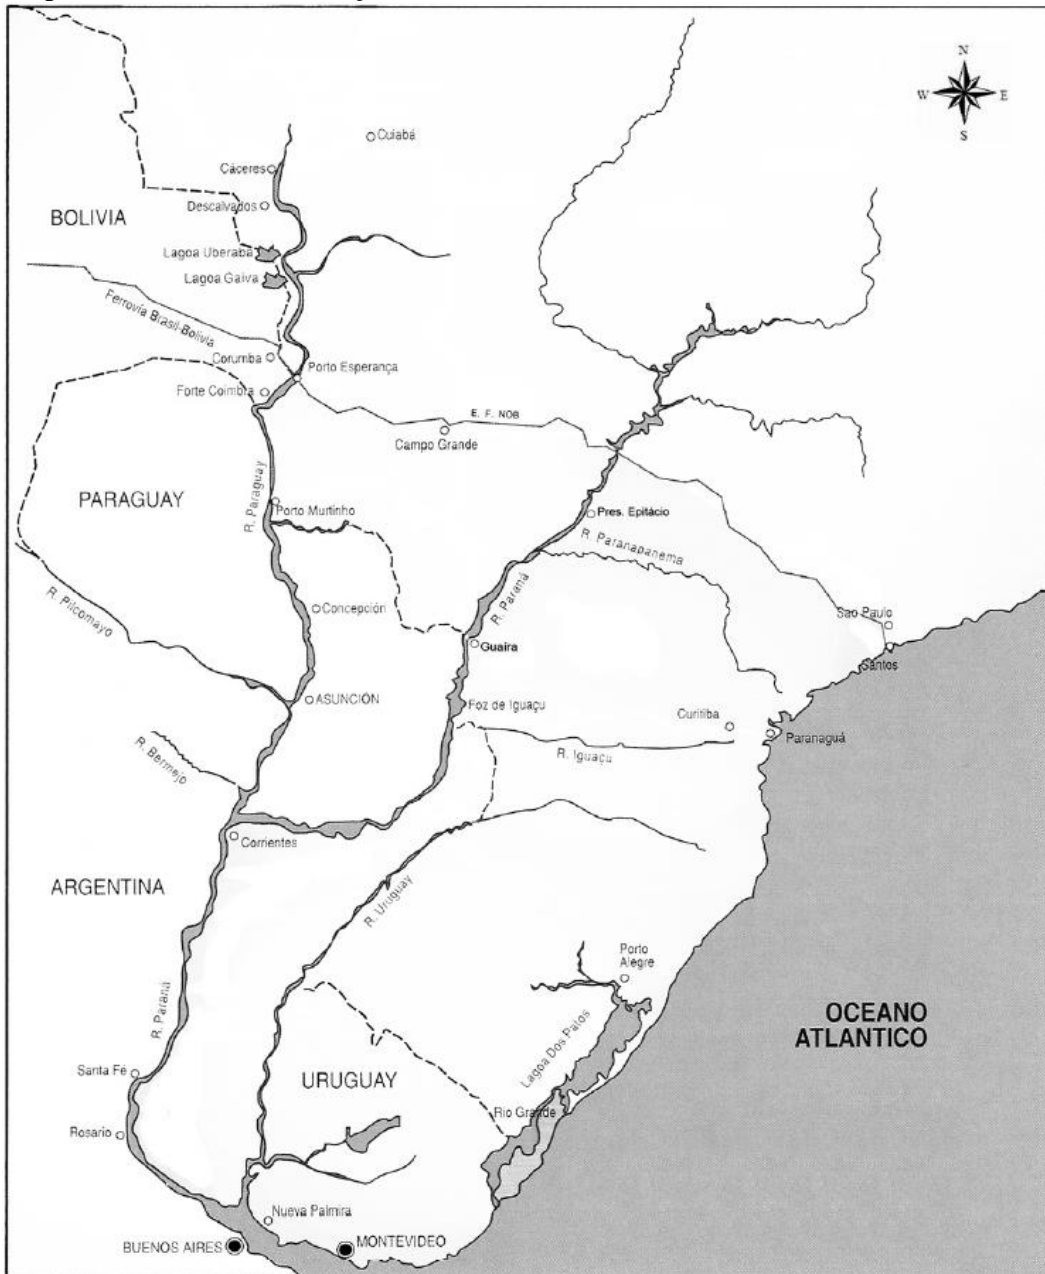 N
W E
S
Cuiabá
Cáceres
Descalvados
BOLIVIA
Lagoa Uberaba
Lagoa Gaiva
Ferrovía Brasil-Bolivia
Corumba
Porto Esperança
Forte Coimbra
E. F. NOB
Campo Grande
PARAGUAY
R. Paraguay
Porto Murtinho
Pres. Epitácio
R. Paranapanema
R. Pilcomayo
Concepción
R. Paraná
Sao Paulo
Guaíra
Santos
ASUNCIÓN
Foz de Iguaçu
Curitiba
Paranaguá
R. Bermejo
R. Iguaçu
Corrientes
ARGENTINA
R. Uruguay
Porto
Alegre
R. Paraná
OCEANO
ATLANTICO
Lagoa Dos Patos
Santa Fé
URUGUAY
Rio Grande
Rosario
Nueva Palmira
BUENOS AIRES
MONTEVIDEO